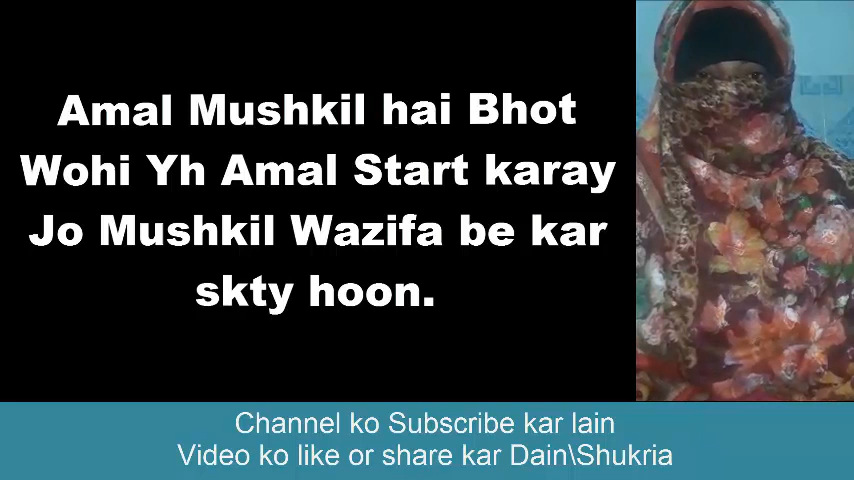 Amal Mushkil hai Bhot
Wohi Yh Amal Start karay
Jo Mushkil Wazifa be kar
skty hoon.
Channel ko Subscribe kar lain
Video ko like or share kar Dain\Shukria